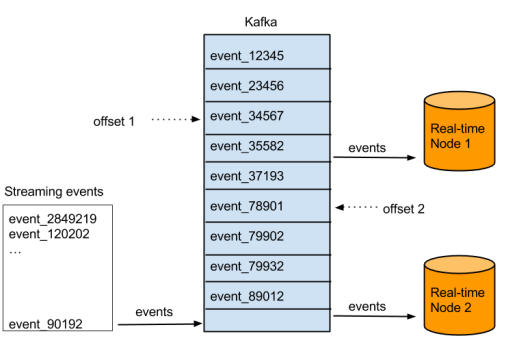 Kafka
event_12345
event_23456
event_34567
offset 1
event_35582
events
Real-time
Node 1
event_37193
Streaming events
event_78901
offset 2
event_2849219
event_120202
...
event_79902
event_79932
event_89012
events
Real-time
Node 2
events
event_90192